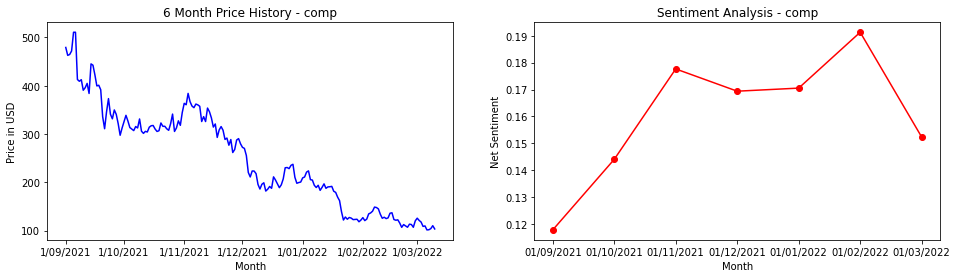 6 Month Price History - comp
Price in USD
500
400
300
200
100
1/09/2021 1/10/2021 1/11/2021 1/12/2021 1/01/2022 1/02/2022 1/03/2022
Month
Sentiment Analysis - comp
Net Sentiment
0.19
0.18
0.17
0.16
0.15
0.14
0.13
0.12
01/09/2021 01/10/2021 01/11/2021 01/12/2021 01/01/2022 01/02/2022 01/03/2022
Month